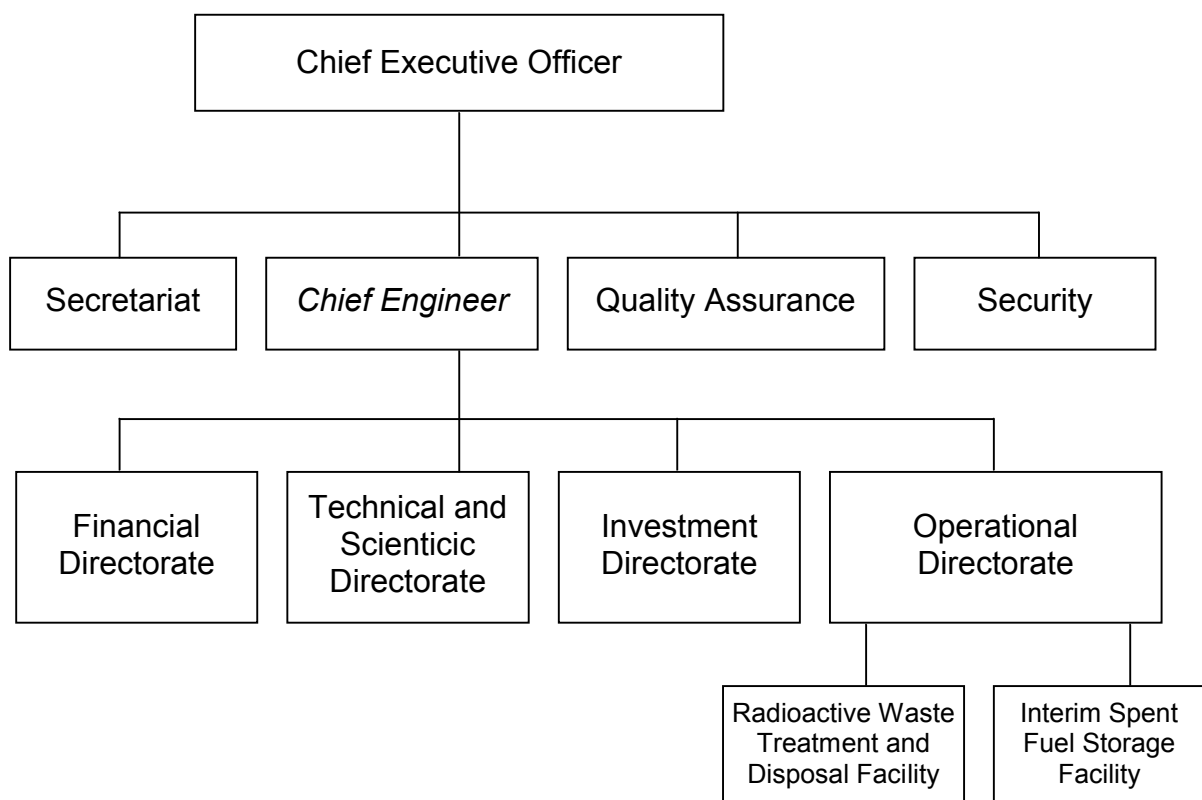 Chief Executive Officer
Secretariat
Chief Engineer
Quality Assurance
Security
Financial
Directorate
Technical and
Scienticic
Directorate
Investment
Directorate
Operational
Directorate
Radioactive Waste
Treatment and
Disposal Facility
Interim Spent
Fuel Storage
Facility